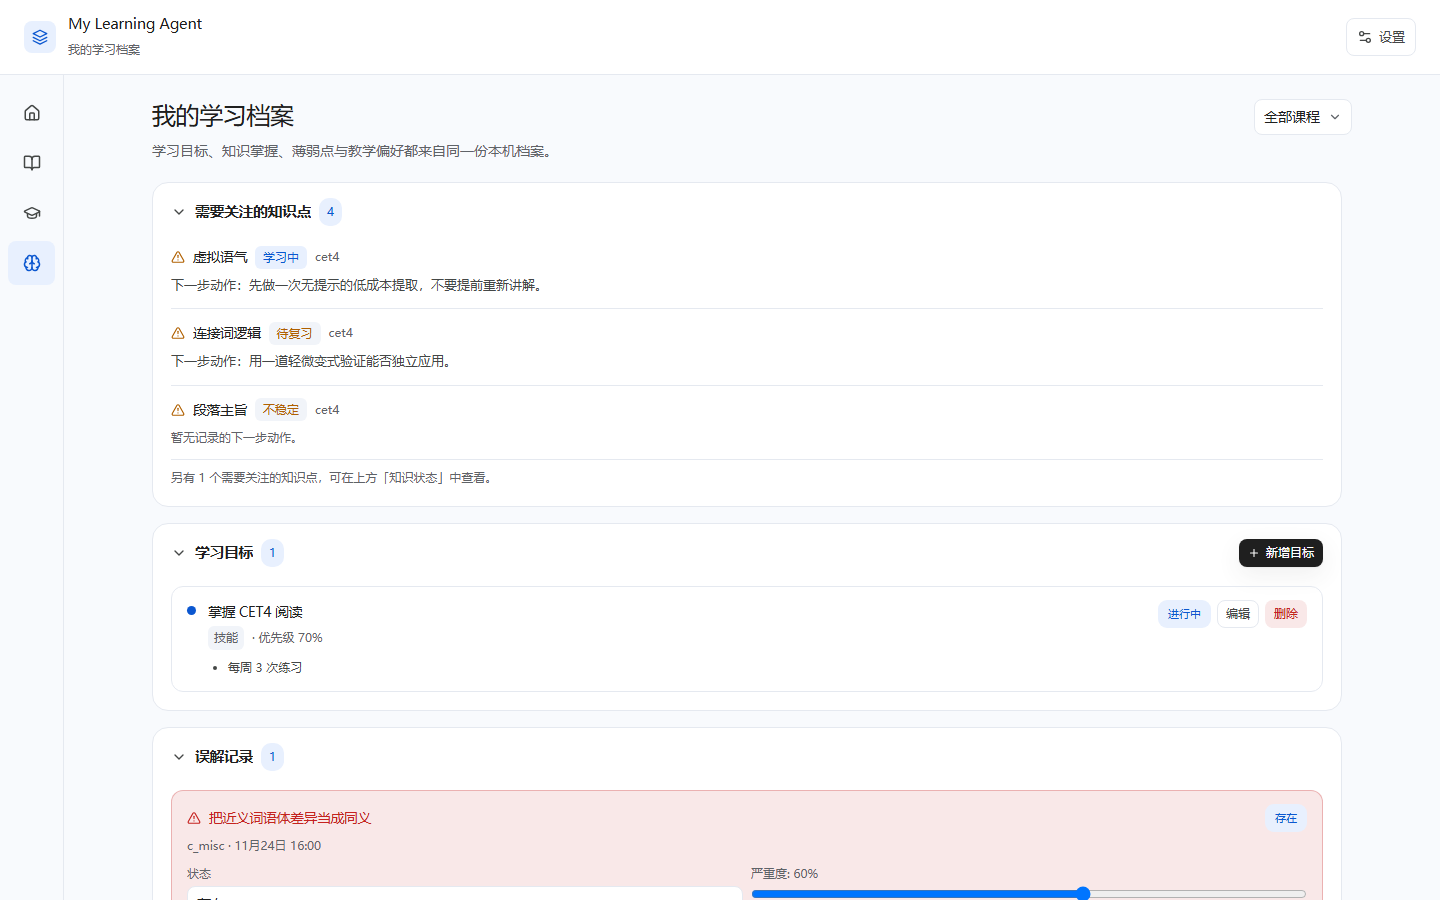 My Learning Agent
我的学习档案
设置
我的学习档案
全部课程
学习目标、知识掌握、薄弱点与教学偏好都来自同一份本机档案。
需要关注的知识点 4
虚拟语气 学习中 cet4
下一步动作：先做一次无提示的低成本提取，不要提前重新讲解。
连接词逻辑 待复习 cet4
下一步动作：用一道轻微变式验证能否独立应用。
段落主旨 不稳定 cet4
暂无记录的下一步动作。
另有 1 个需要关注的知识点，可在上方「知识状态」中查看。
学习目标 1
新增目标
掌握 CET4 阅读
进行中 编辑 删除
技能 · 优先级 70%
• 每周 3 次练习
误解记录 1
把近义词语体差异当成同义
存在
c_misc · 11月24日 16:00
状态
严重度: 60%